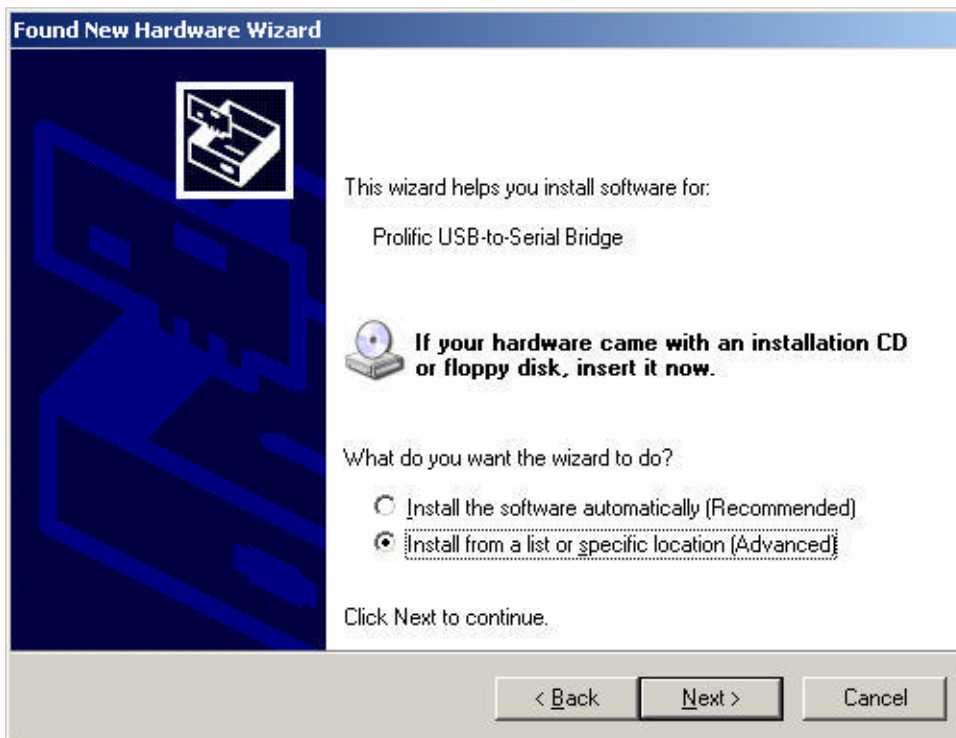 Found New Hardware Wizard
This wizard helps you install software for:
Prolific USB-to-Serial Bridge
If your hardware came with an installation CD
or floppy disk, insert it now.
What do you want the wizard to do?
Install the software automatically (Recommended)
Install from a list or specific location (Advanced)
Click Next to continue.
< Back Next > Cancel